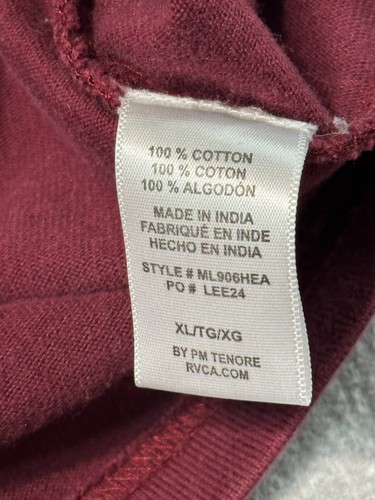 100 % COTTON
100 % COTON
100 % ALGODÓN
MADE IN INDIA
FABRIQUÉ EN INDE
HECHO EN INDIA
STYLE # ML906HEA
PO # LEE24
XL/TG/XG
BY PM TENORE
RVCA.COM